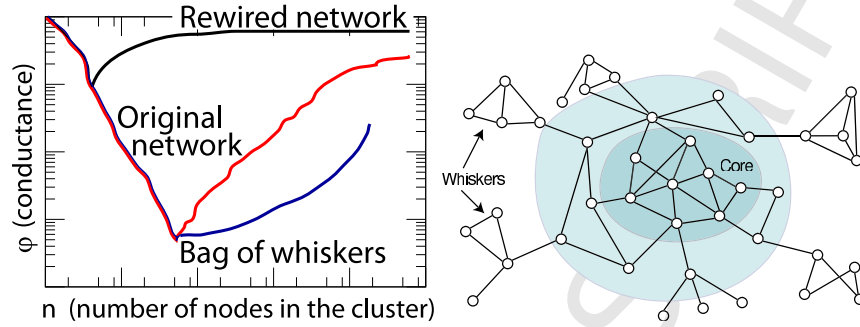 Rewired network
Original
network
Bag of whiskers
φ (conductance)
n (number of nodes in the cluster)
Whiskers
Core